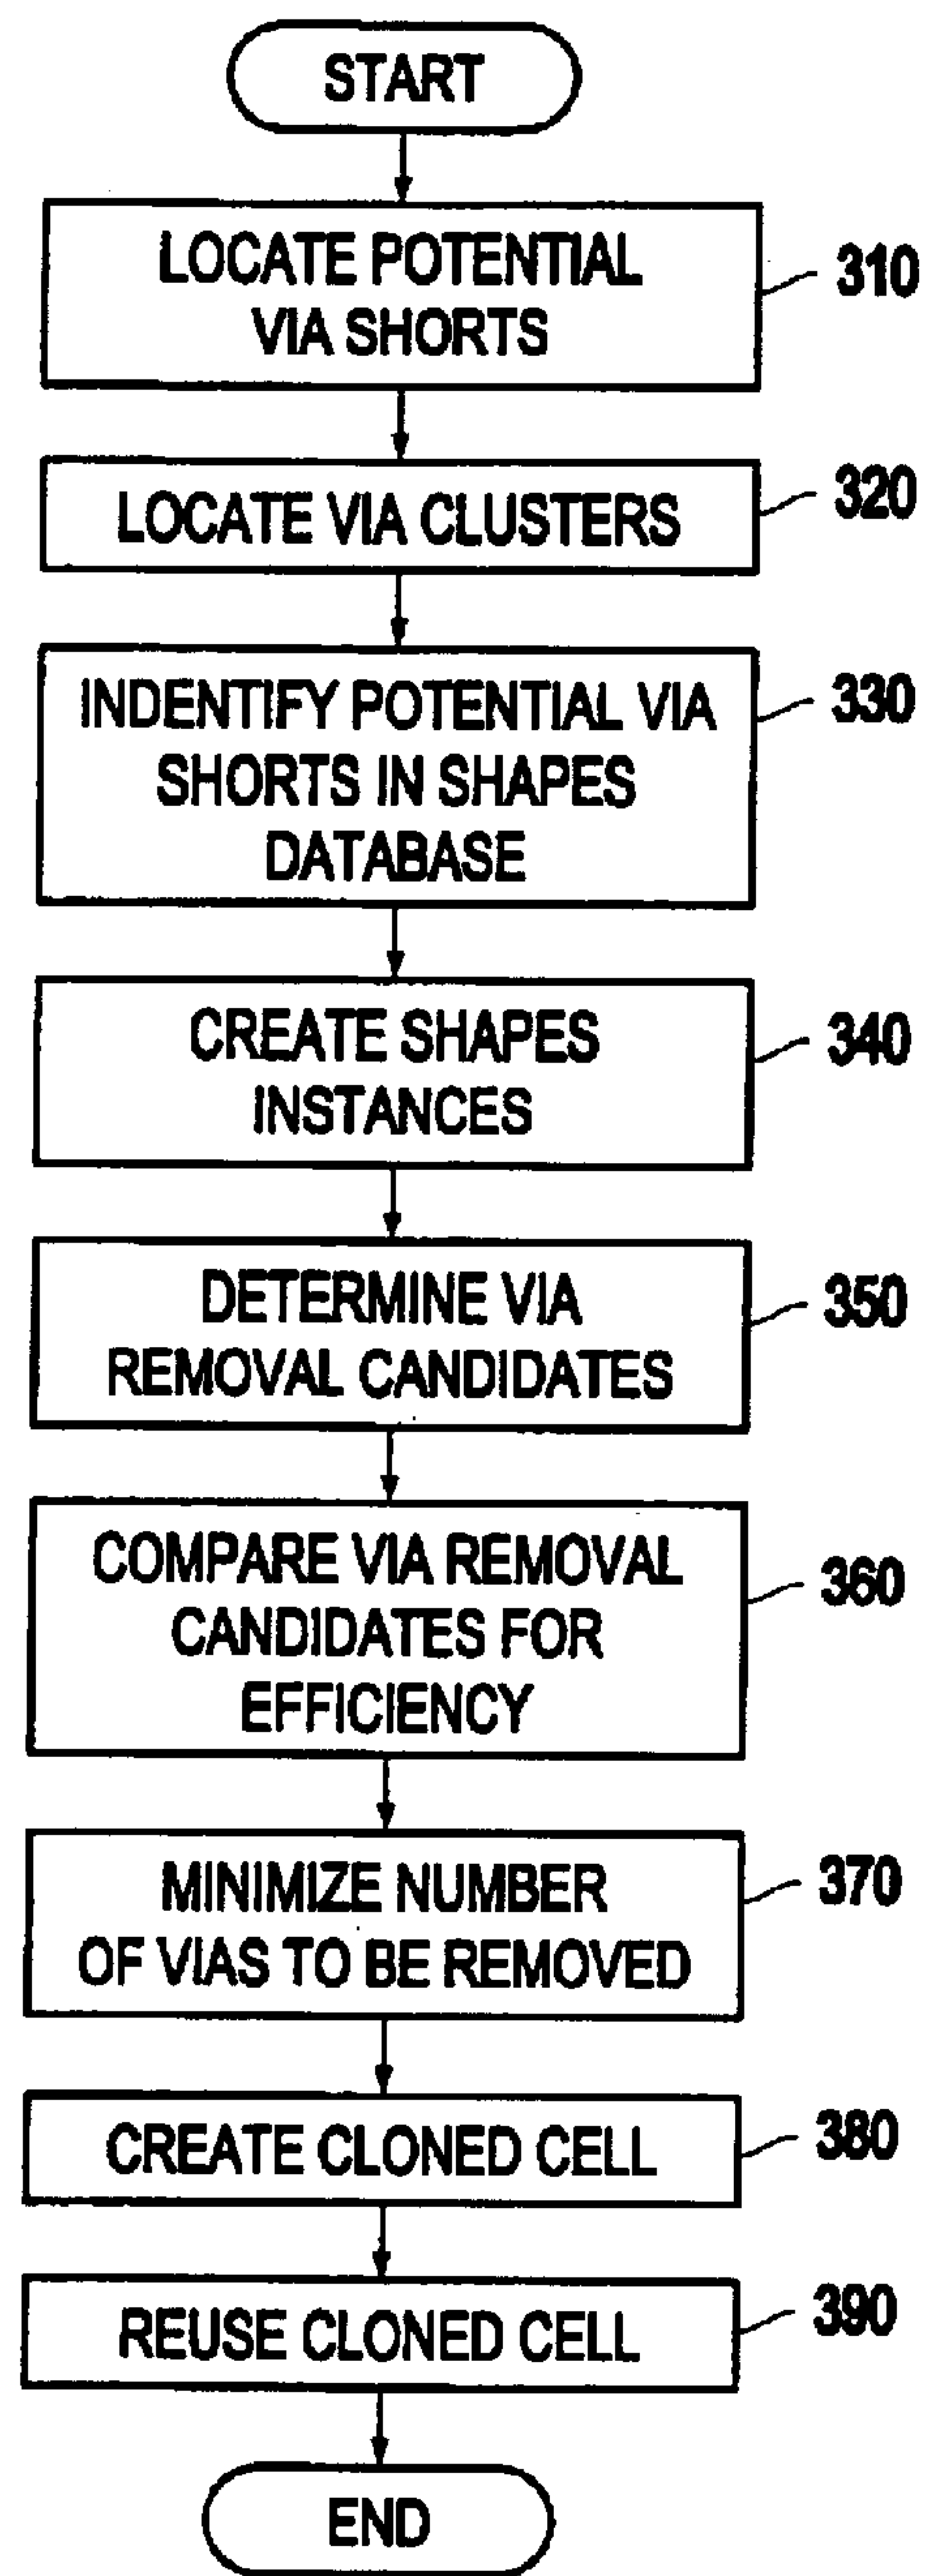 START
LOCATE POTENTIAL
VIA SHORTS
310
LOCATE VIA CLUSTERS
320
INDENTIFY POTENTIAL VIA
SHORTS IN SHAPES
DATABASE
330
CREATE SHAPES
INSTANCES
340
DETERMINE VIA
REMOVAL CANDIDATES
350
COMPARE VIA REMOVAL
CANDIDATES FOR
EFFICIENCY
360
MINIMIZE NUMBER
OF VIAS TO BE REMOVED
370
CREATE CLONED CELL
380
REUSE CLONED CELL
390
END